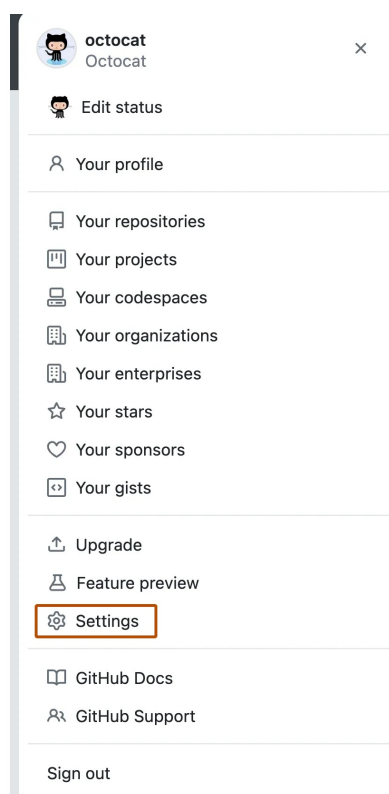 octocat
Octocat
Edit status
Your profile
Your repositories
Your projects
Your codespaces
Your organizations
Your enterprises
Your stars
Your sponsors
Your gists
Upgrade
Feature preview
Settings
GitHub Docs
GitHub Support
Sign out